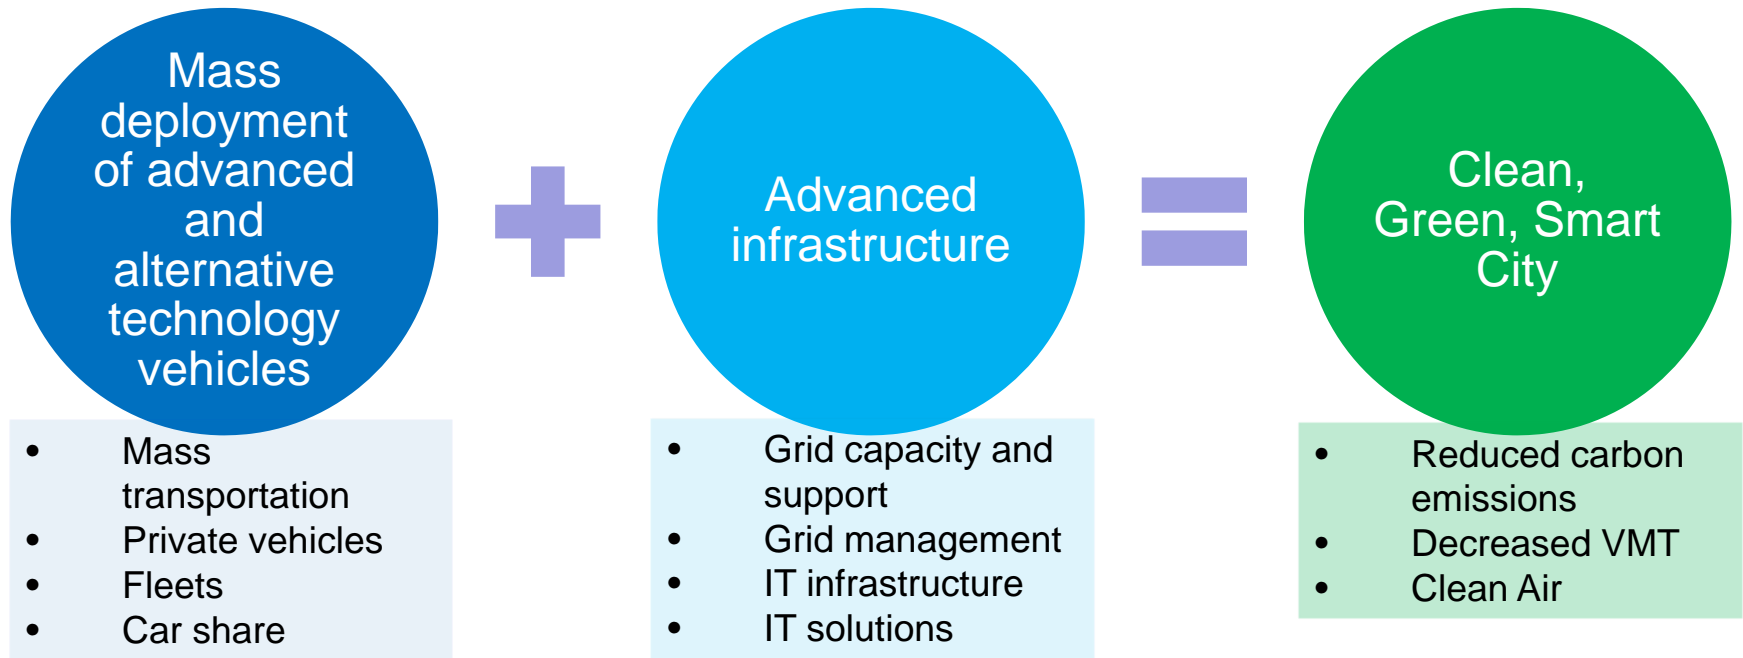 Mass
deployment
of advanced
and
alternative
technology
vehicles
• Mass
transportation
• Private vehicles
• Fleets
• Car share
Advanced
infrastructure
• Grid capacity and
support
• Grid management
• IT infrastructure
• IT solutions
Clean,
Green, Smart
City
• Reduced carbon
emissions
• Decreased VMT
• Clean Air